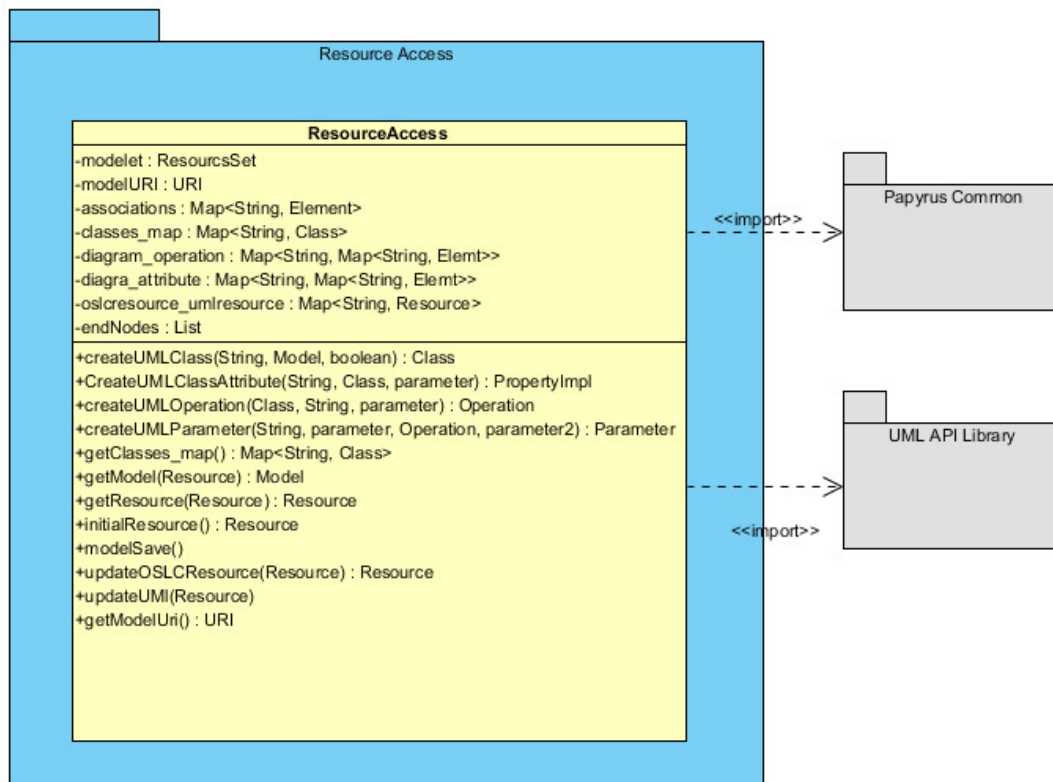 Resource Access
ResourceAccess
-modelet : ResourcsSet
-modelURI : URI
-associations : Map<String, Element>
-classes_map : Map<String, Class>
-diagram_operation : Map<String, Map<String, Elemt>>
-diagra_attribute : Map<String, Map<String, Elemt>>
-oslcresource_umlresource : Map<String, Resource>
-endNodes : List
+createUMLClass(String, Model, boolean) : Class
+CreateUMLClassAttribute(String, Class, parameter) : PropertyImpl
+createUMLOperation(Class, String, parameter) : Operation
+createUMLParameter(String, parameter, Operation, parameter2) : Parameter
+getClasses_map() : Map<String, Class>
+getModel(Resource) : Model
+getResource(Resource) : Resource
+initialResource() : Resource
+modelSave()
+updateOSLCResource(Resource) : Resource
+updateUMl(Resource)
+getModelUri() : URI
<<import>>
Papyrus Common
UML API Library
<<import>>